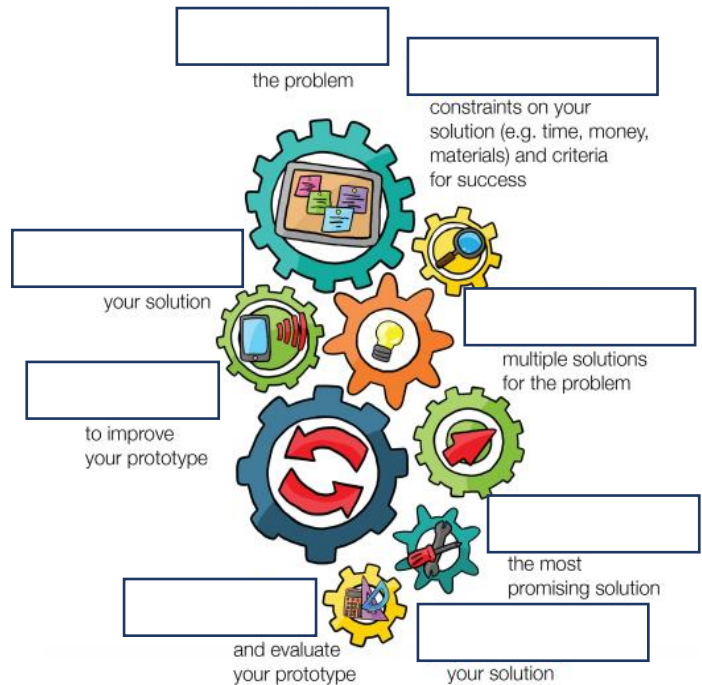 the problem
constraints on your
solution (e.g. time, money,
materials) and criteria
for success
multiple solutions
for the problem
the most
promising solution
your solution
and evaluate
your prototype
to improve
your prototype
your solution